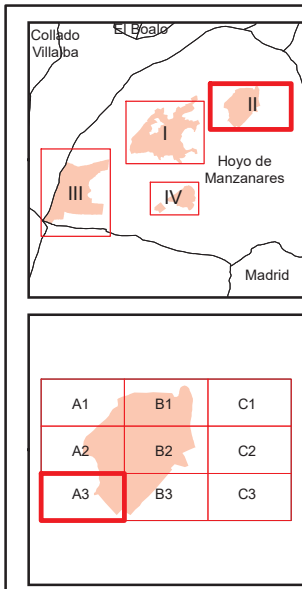 Collado
Villalba
El Boalo
II
I
Hoyo de
Manzanares
III
IV
Madrid
A1 B1 C1
A2 B2 C2
A3 B3 C3